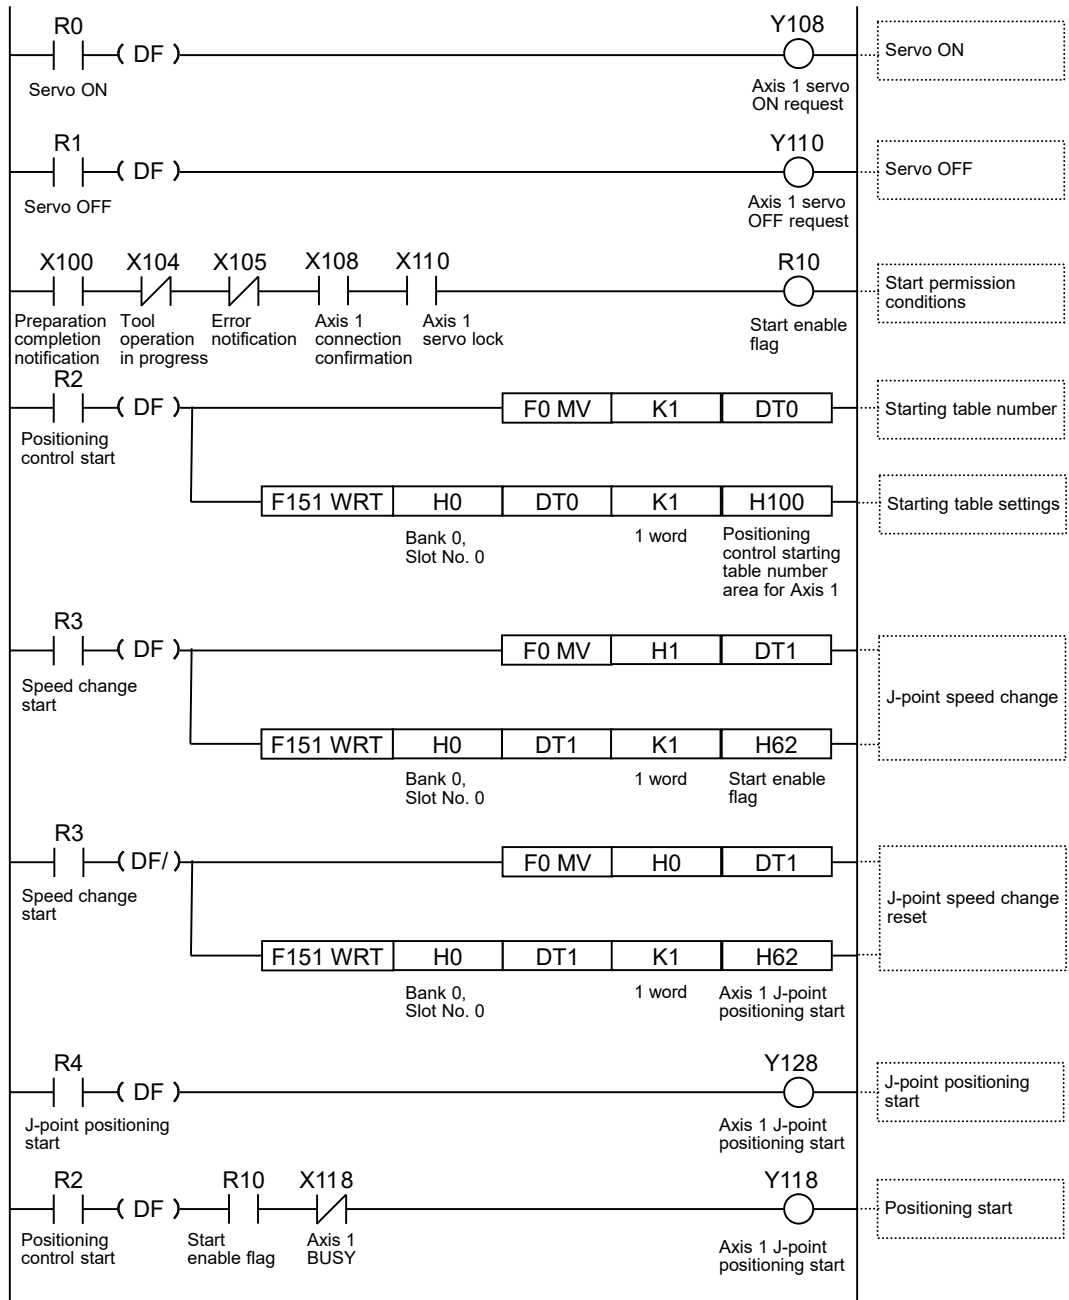 R0
Y108
( DF )
Servo ON
Servo ON
Axis 1 servo
ON request
R1
Y110
( DF )
Servo OFF
Servo OFF
Axis 1 servo
OFF request
X100 X104 X105 X108 X110 R10
Start permission
conditions
Preparation
completion
notification
Tool
operation
in progress
Error
notification
Axis 1
connection
confirmation
Axis 1
servo lock
Start enable
flag
R2
( DF )
F0 MV K1 DT0
Starting table number
Positioning
control start
F151 WRT H0 DT0 K1 H100
Starting table settings
Bank 0,
Slot No. 0
1 word
Positioning
control starting
table number
area for Axis 1
R3
( DF )
F0 MV H1 DT1
Speed change
start
J-point speed change
F151 WRT H0 DT1 K1 H62
Bank 0,
Slot No. 0
1 word
Start enable
flag
R3
( DF/ )
F0 MV H0 DT1
Speed change
start
J-point speed change
reset
F151 WRT H0 DT1 K1 H62
Bank 0,
Slot No. 0
1 word
Axis 1 J-point
positioning start
R4
Y128
( DF )
J-point positioning
start
J-point positioning
start
Axis 1 J-point
positioning start
R2 R10 X118 Y118
( DF )
Positioning start
Positioning
control start
Start
enable flag
Axis 1
BUSY
Axis 1 J-point
positioning start